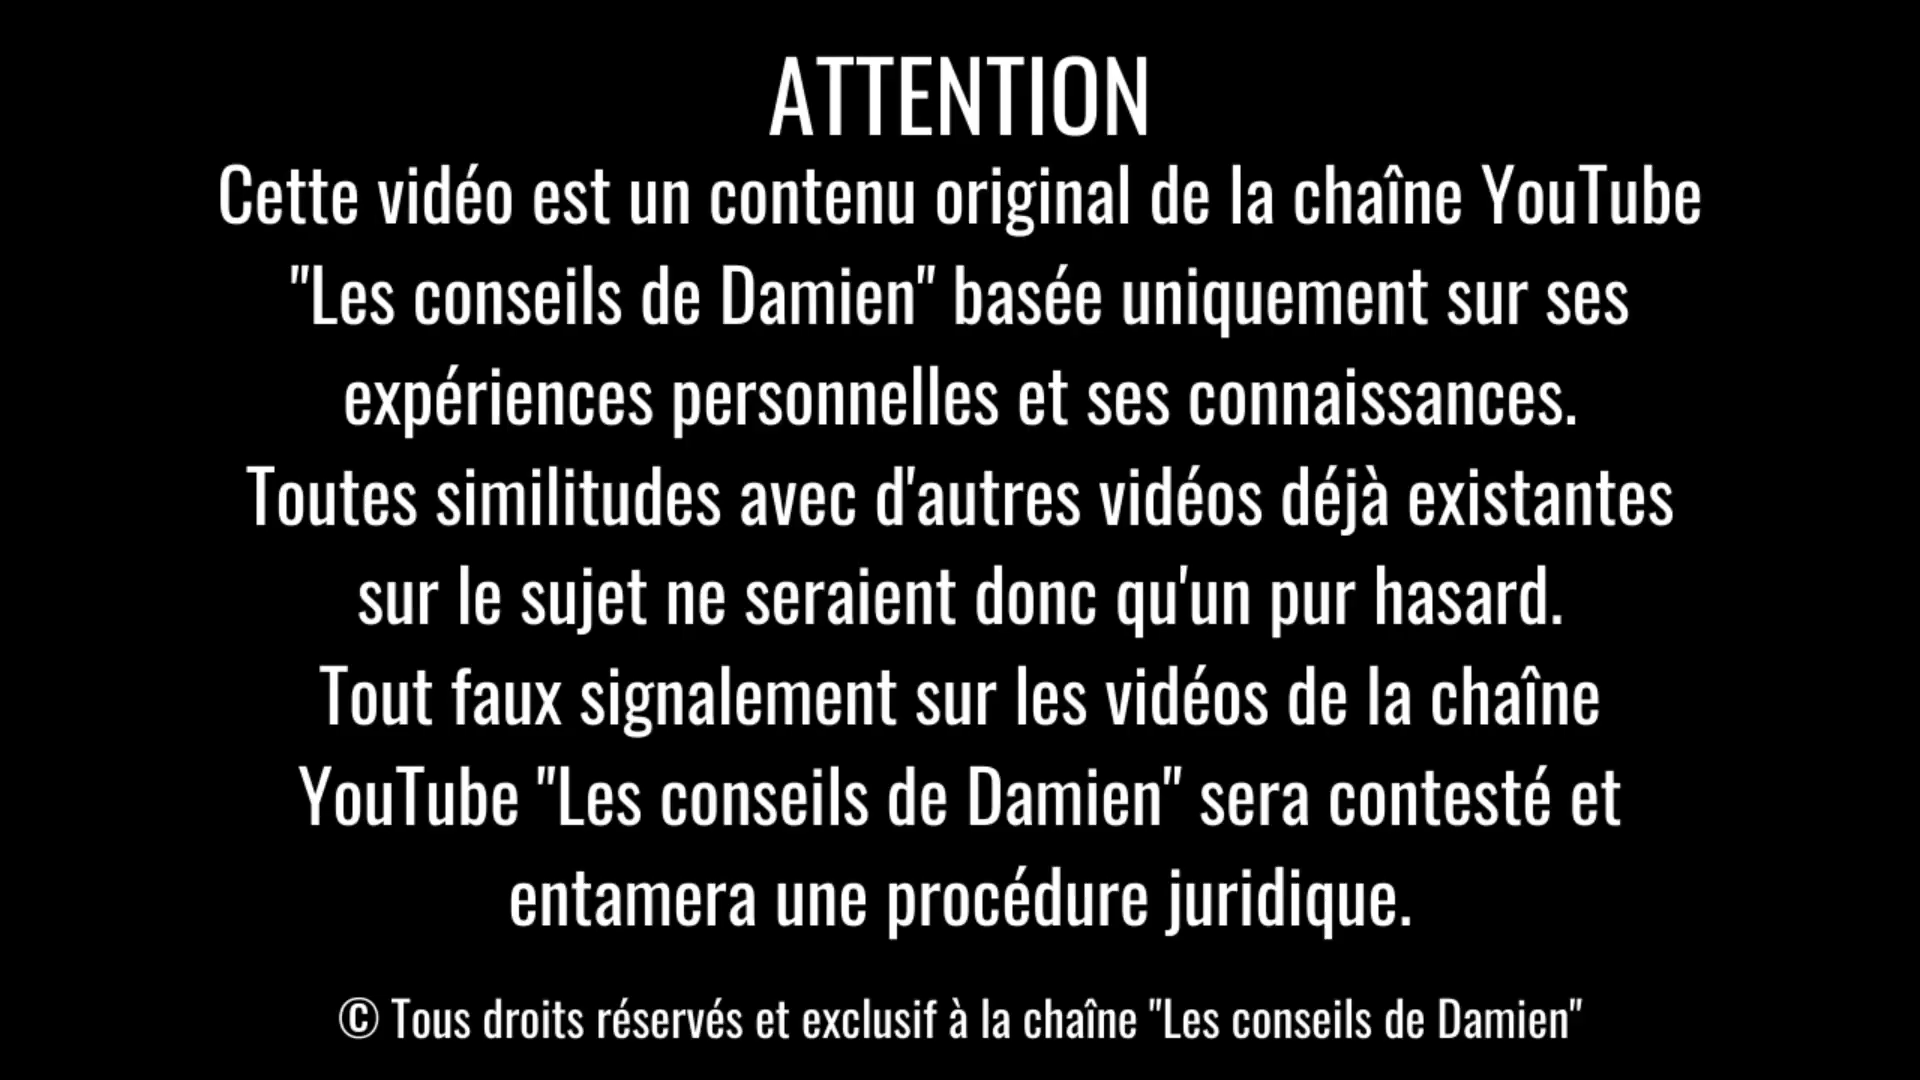 ATTENTION
Cette vidéo est un contenu original de la chaîne YouTube
"Les conseils de Damien" basée uniquement sur ses
expériences personnelles et ses connaissances.
Toutes similitudes avec d'autres vidéos déjà existantes
sur le sujet ne seraient donc qu'un pur hasard.
Tout faux signalement sur les vidéos de la chaîne
YouTube "Les conseils de Damien" sera contesté et
entamera une procédure juridique.
© Tous droits réservés et exclusif à la chaîne "Les conseils de Damien"